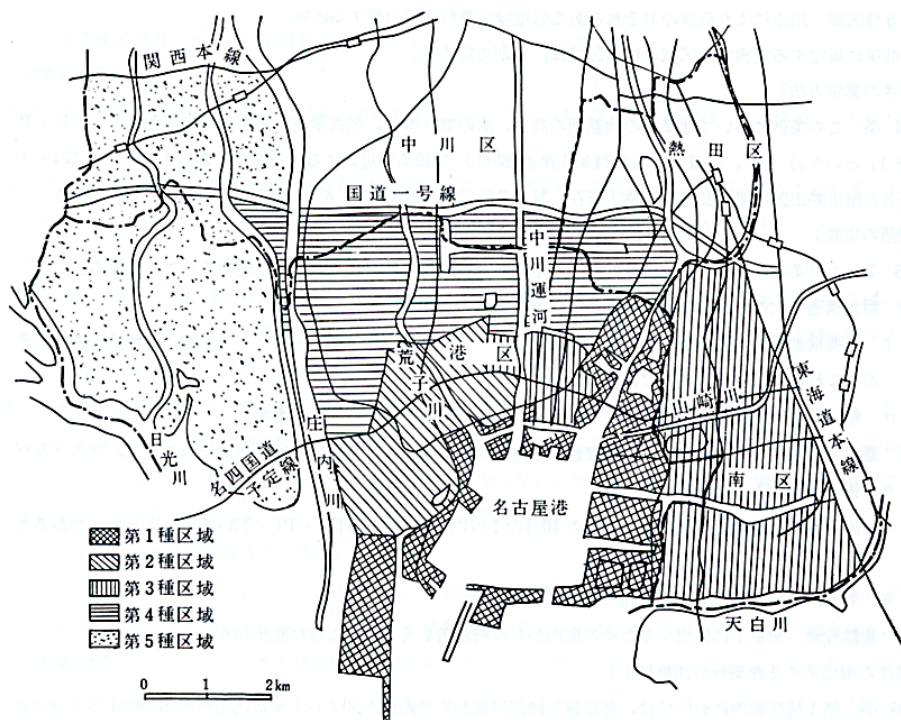 関西本線
中川区
熱田区
国道一号線
中川運河
港区
荒子川
山崎川
東海道本線
庄内川
日光川
名四国道
予定線
名古屋港
南区
天白川
第1種区域
第2種区域
第3種区域
第4種区域
第5種区域
0 1 2km